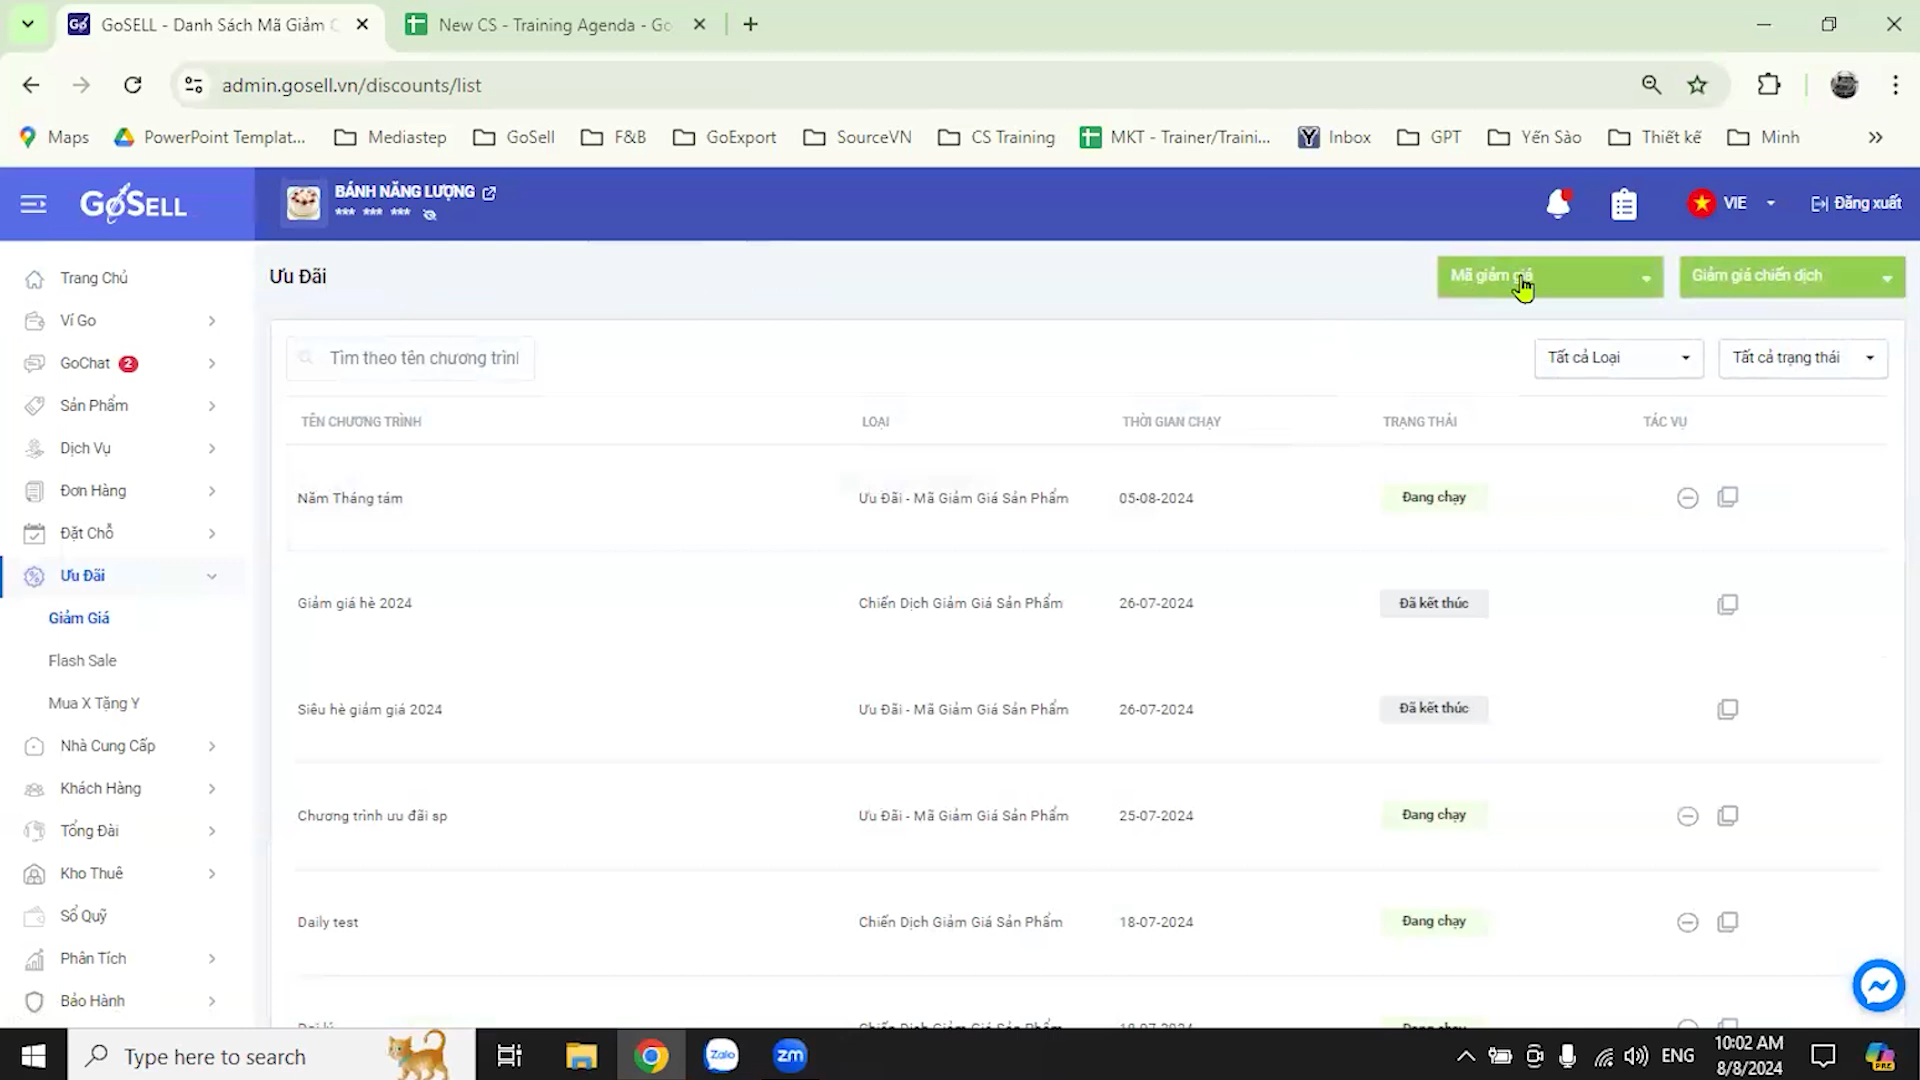 GoSELL - Danh Sách Mã Giảm
New CS - Training Agenda - Go
admin.gosell.vn/discounts/list
Maps
PowerPoint Templat...
Mediastep
GoSell
F&B
GoExport
SourceVN
CS Training
MKT - Trainer/Traini...
Inbox
GPT
Yến Sào
Thiết kế
Minh
GOSELL
BÁNH NĂNG LƯỢNG
*** *** ***
VIE
Đăng xuất
Trang Chủ
Ví Go
GoChat 2
Sản Phẩm
Dịch Vụ
Đơn Hàng
Đặt Chỗ
Ưu Đãi
Giảm Giá
Flash Sale
Mua X Tặng Y
Nhà Cung Cấp
Khách Hàng
Tổng Đài
Kho Thuê
Sổ Quỹ
Phân Tích
Bảo Hành
Ưu Đãi
Mã giảm giá
Giảm giá chiến dịch
Tìm theo tên chương trình
Tất cả Loại
Tất cả trạng thái
TÊN CHƯƠNG TRÌNH LOẠI THỜI GIAN CHẠY TRẠNG THÁI TÁC VỤ
Năm Tháng tám Ưu Đãi - Mã Giảm Giá Sản Phẩm 05-08-2024 Đang chạy
Giảm giá hè 2024 Chiến Dịch Giảm Giá Sản Phẩm 26-07-2024 Đã kết thúc
Siêu hè giảm giá 2024 Ưu Đãi - Mã Giảm Giá Sản Phẩm 26-07-2024 Đã kết thúc
Chương trình ưu đãi sp Ưu Đãi - Mã Giảm Giá Sản Phẩm 25-07-2024 Đang chạy
Daily test Chiến Dịch Giảm Giá Sản Phẩm 18-07-2024 Đang chạy
Type here to search
Zalo
zm
ENG
10:02 AM
8/8/2024
PRE